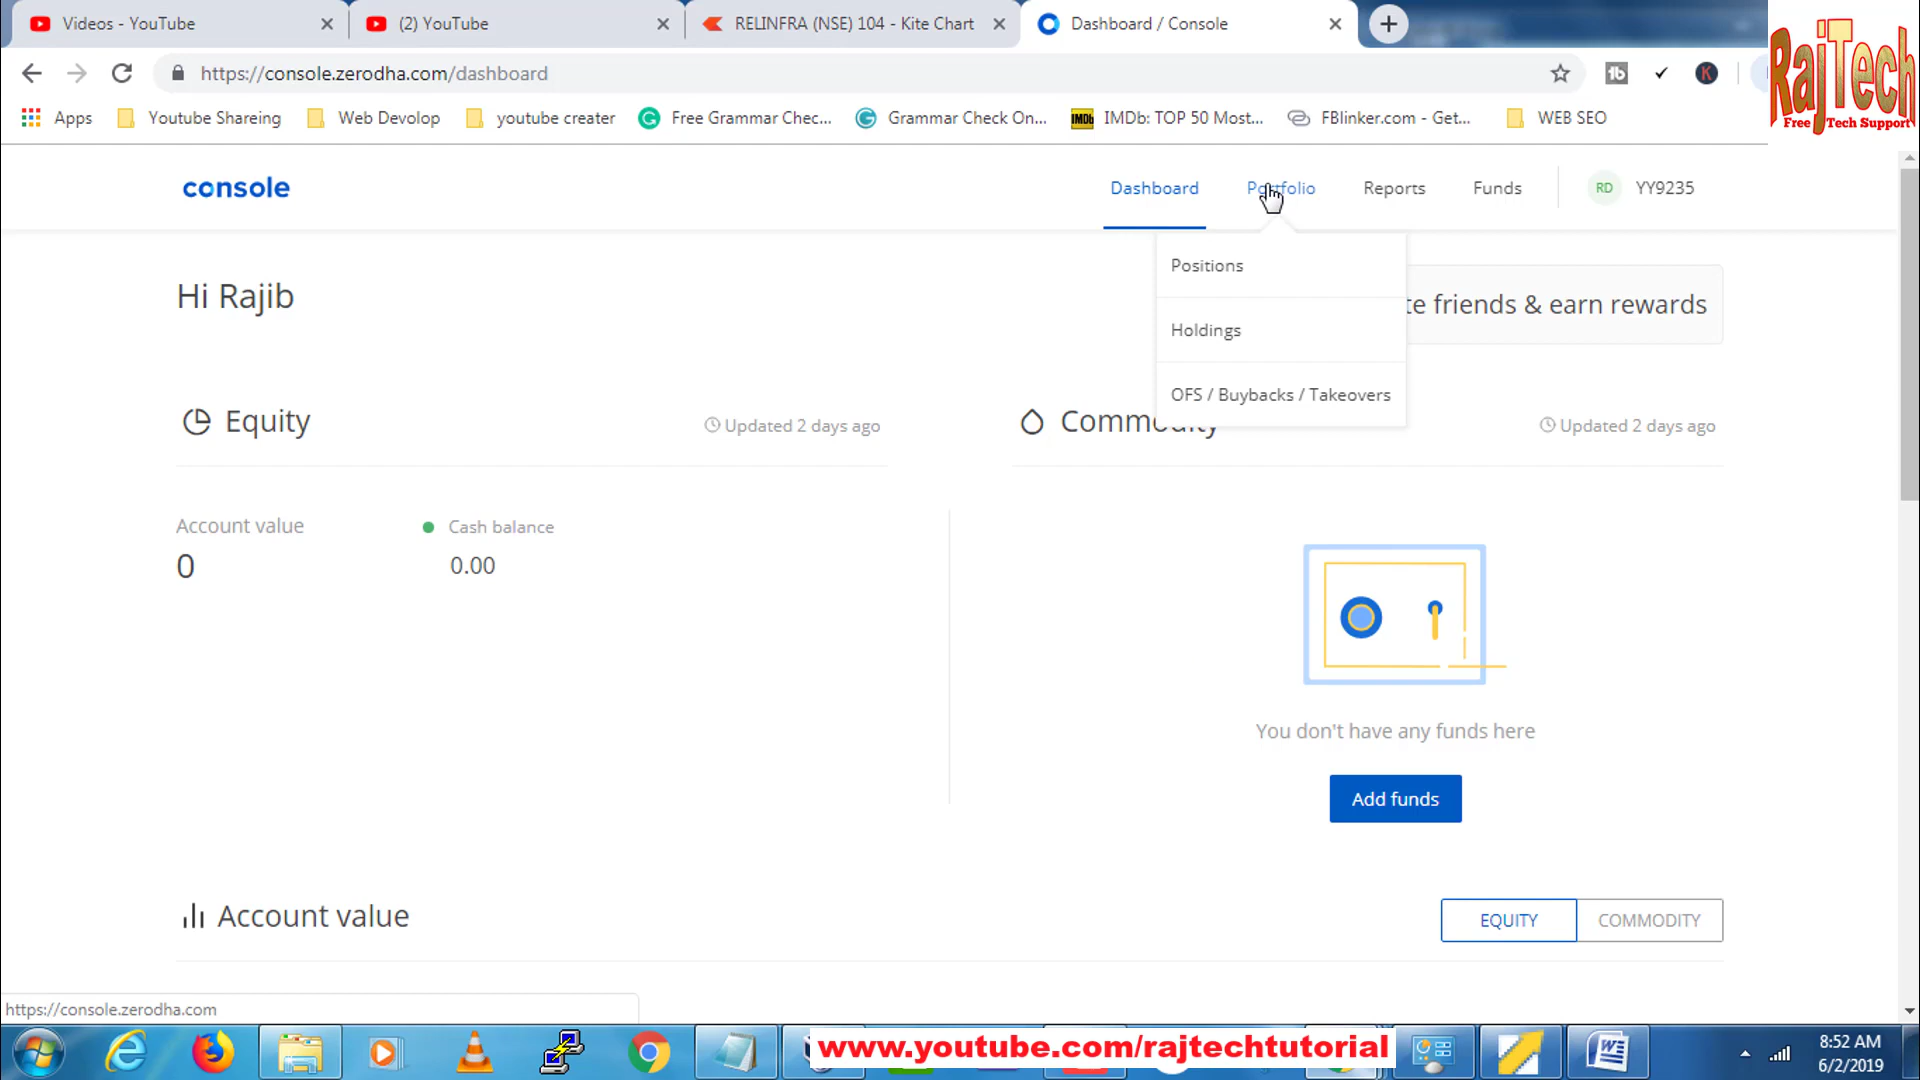 Videos - YouTube
(2) YouTube
RELINFRA (NSE) 104 - Kite Chart
Dashboard / Console
https://console.zerodha.com/dashboard
RajTech
Free Tech Support
Apps
Youtube Shareing
Web Devolop
youtube creater
Free Grammar Chec...
Grammar Check On...
IMDb: TOP 50 Most...
FBlinker.com - Get...
WEB SEO
console
Dashboard
Portfolio
Reports
Funds
RD
YY9235
Positions
Holdings
OFS / Buybacks / Takeovers
Hi Rajib
te friends & earn rewards
Equity
Updated 2 days ago
Commodity
Updated 2 days ago
Account value
0
Cash balance
0.00
You don't have any funds here
Add funds
Account value
EQUITY
COMMODITY
https://console.zerodha.com
www.youtube.com/rajtechtutorial
8:52 AM
6/2/2019